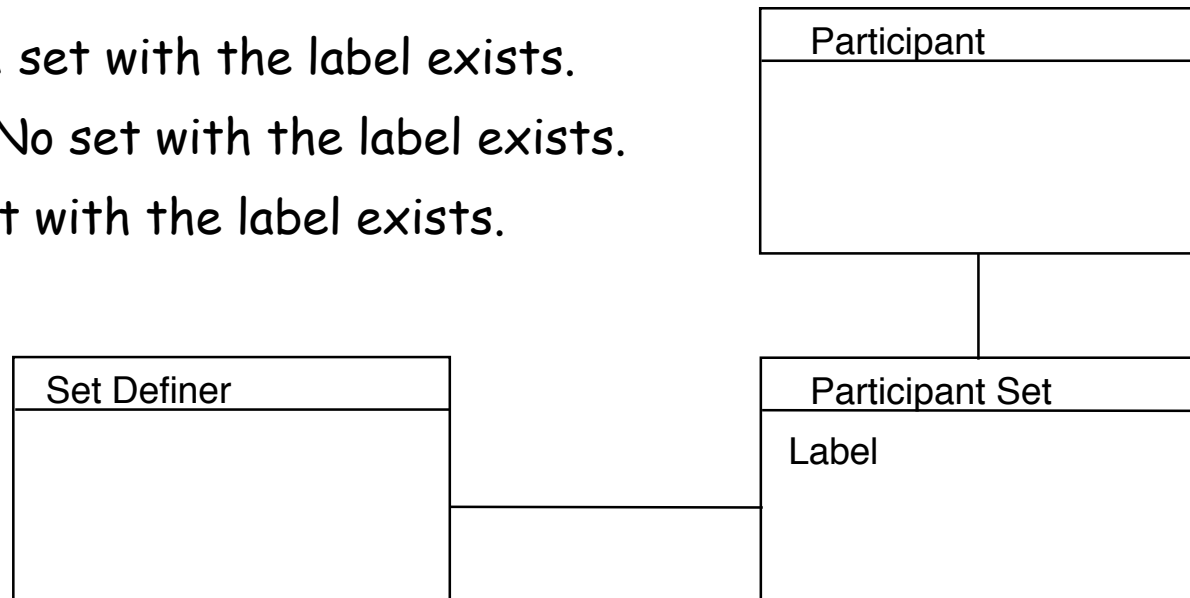 set with the label exists.
No set with the label exists.
with the label exists.
Participant
Set Definer
Participant Set
Label